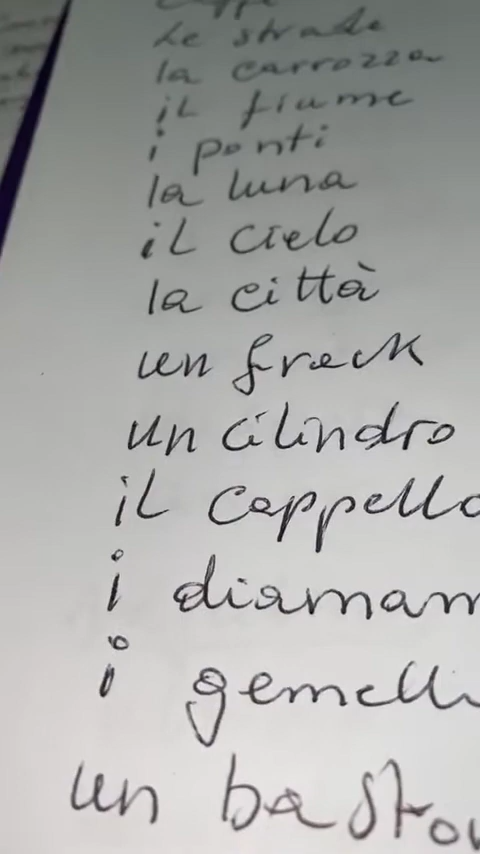 le strade
la carrozza
il fiume
i ponti
la luna
il cielo
la città
un frack
un cilindro
il cappello
i diaman
i gemelli
un baston